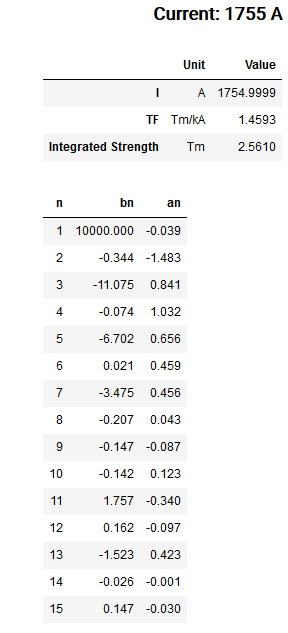 Current: 1755 A
Unit Value
I A 1754.9999
TF Tm/kA 1.4593
Integrated Strength Tm 2.5610
n bn an
1 10000.000 -0.039
2 -0.344 -1.483
3 -11.075 0.841
4 -0.074 1.032
5 -6.702 0.656
6 0.021 0.459
7 -3.475 0.456
8 -0.207 0.043
9 -0.147 -0.087
10 -0.142 0.123
11 1.757 -0.340
12 0.162 -0.097
13 -1.523 0.423
14 -0.026 -0.001
15 0.147 -0.030